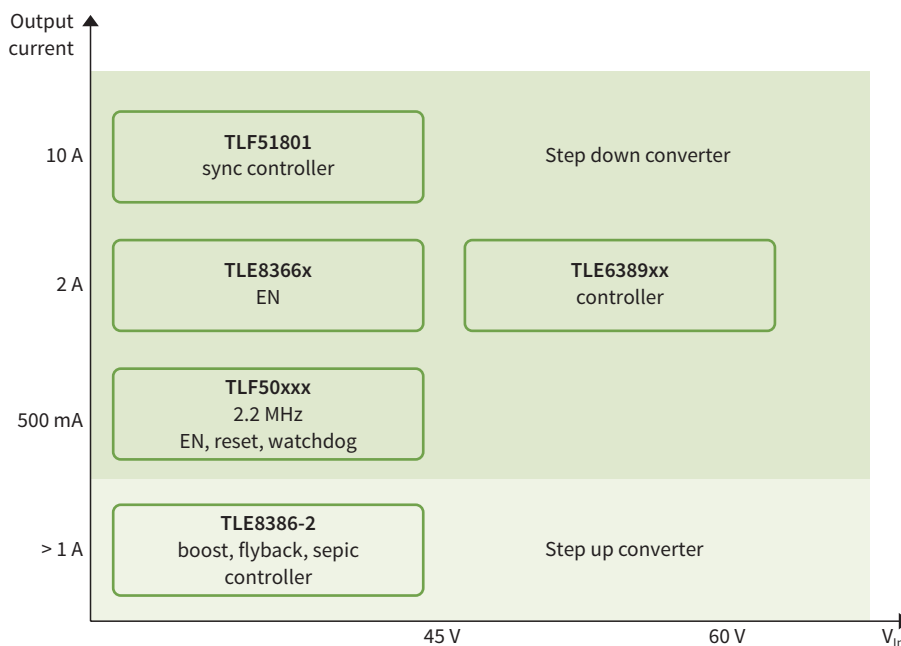 Output
current
10 A
TLF51801
sync controller
Step down converter
2 A
TLE8366x
EN
TLE6389xx
controller
500 mA
TLF50xxx
2.2 MHz
EN, reset, watchdog
> 1 A
TLE8386-2
boost, flyback, sepic
controller
Step up converter
45 V
60 V